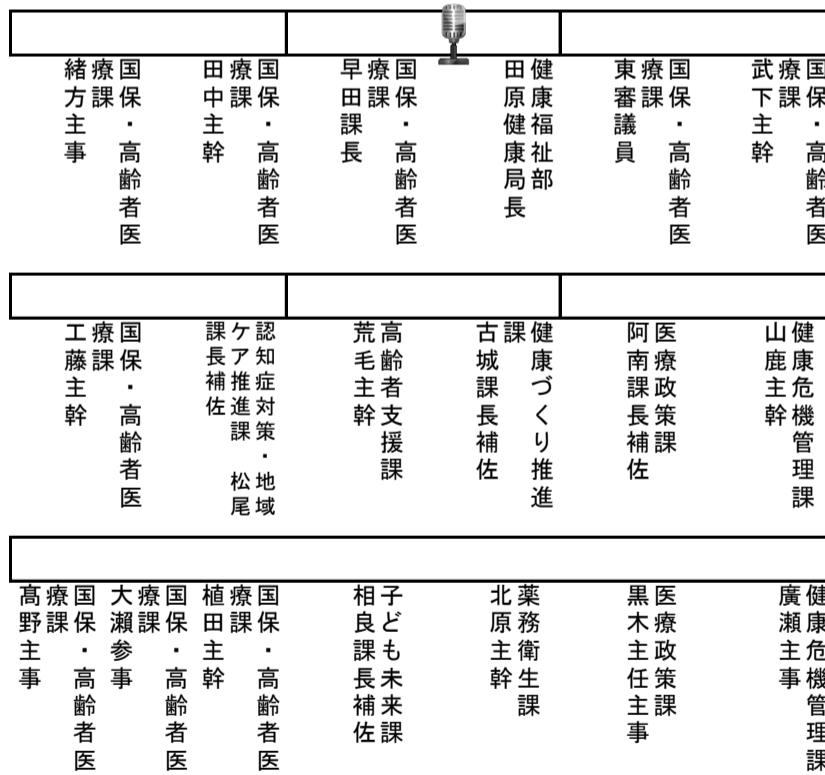 国保・高齢者医
療課
武下主幹
国保・高齢者医
療課
東審議員
健康福祉部
田原健康局長
国保・高齢者医
療課
早田課長
国保・高齢者医
療課
田中主幹
国保・高齢者医
療課
緒方主事
健康危機管理課
山鹿主幹
医療政策課
阿南課長補佐
健康づくり推進
課
古城課長補佐
高齢者支援課
荒毛主幹
認知症対策・地域
ケア推進課 松尾
課長補佐
国保・高齢者医
療課
工藤主幹
健康危機管理課
廣瀬主事
医療政策課
黒木主任主事
薬務衛生課
北原主幹
子ども未来課
相良課長補佐
国保・高齢者医
療課
植田主幹
国保・高齢者医
療課
大瀬参事
国保・高齢者医
療課
髙野主事